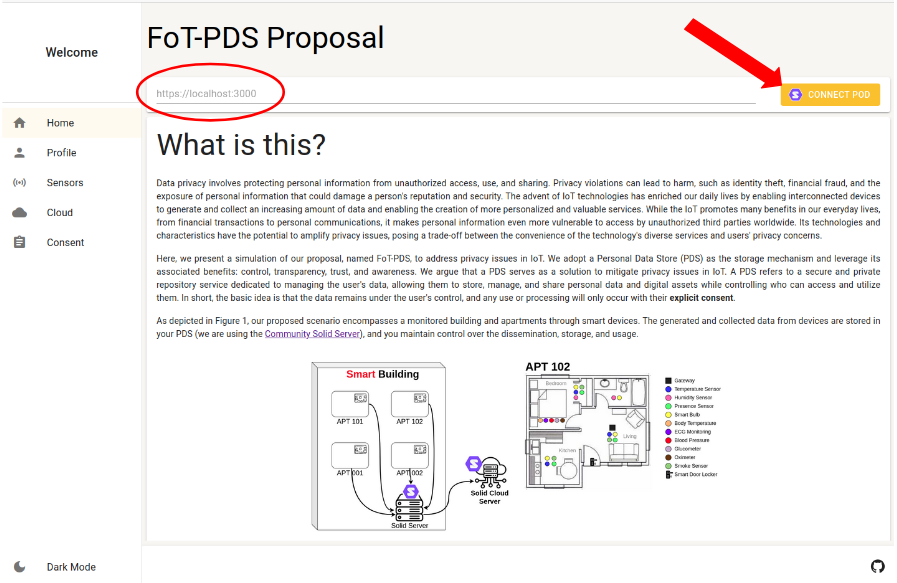 Welcome
Home
Profile
Sensors
Cloud
Consent
Dark Mode
FoT-PDS Proposal
https://localhost:3000
CONNECT POD
What is this?
Data privacy involves protecting personal information from unauthorized access, use, and sharing. Privacy violations can lead to harm, such as identity theft, financial fraud, and the
exposure of personal information that could damage a person's reputation and security. The advent of IoT technologies has enriched our daily lives by enabling interconnected devices
to generate and collect an increasing amount of data and enabling the creation of more personalized and valuable services. While the IoT promotes many benefits in our everyday lives,
from financial transactions to personal communications, it makes personal information even more vulnerable to access by unauthorized third parties worldwide. Its technologies and
characteristics have the potential to amplify privacy issues, posing a trade-off between the convenience of the technology's diverse services and users' privacy concerns.
Here, we present a simulation of our proposal, named FoT-PDS, to address privacy issues in IoT. We adopt a Personal Data Store (PDS) as the storage mechanism and leverage its
associated benefits: control, transparency, trust, and awareness. We argue that a PDS serves as a solution to mitigate privacy issues in IoT. A PDS refers to a secure and private
repository service dedicated to managing the user's data, allowing them to store, manage, and share personal data and digital assets while controlling who can access and utilize
them. In short, the basic idea is that the data remains under the user's control, and any use or processing will only occur with their explicit consent.
As depicted in Figure 1, our proposed scenario encompasses a monitored building and apartments through smart devices. The generated and collected data from devices are stored in
your PDS (we are using the Community Solid Server), and you maintain control over the dissemination, storage, and usage.
Smart Building
APT 101
APT 102
APT 001
APT 002
Solid Server
Solid Cloud
Server
APT 102
Bedroom
Living
Kitchen
Gateway
Temperature Sensor
Humidity Sensor
Presence Sensor
Smart Bulb
Body Temperature
ECG Monitoring
Blood Pressure
Glucometer
Oximeter
Smoke Sensor
Smart Door Locker